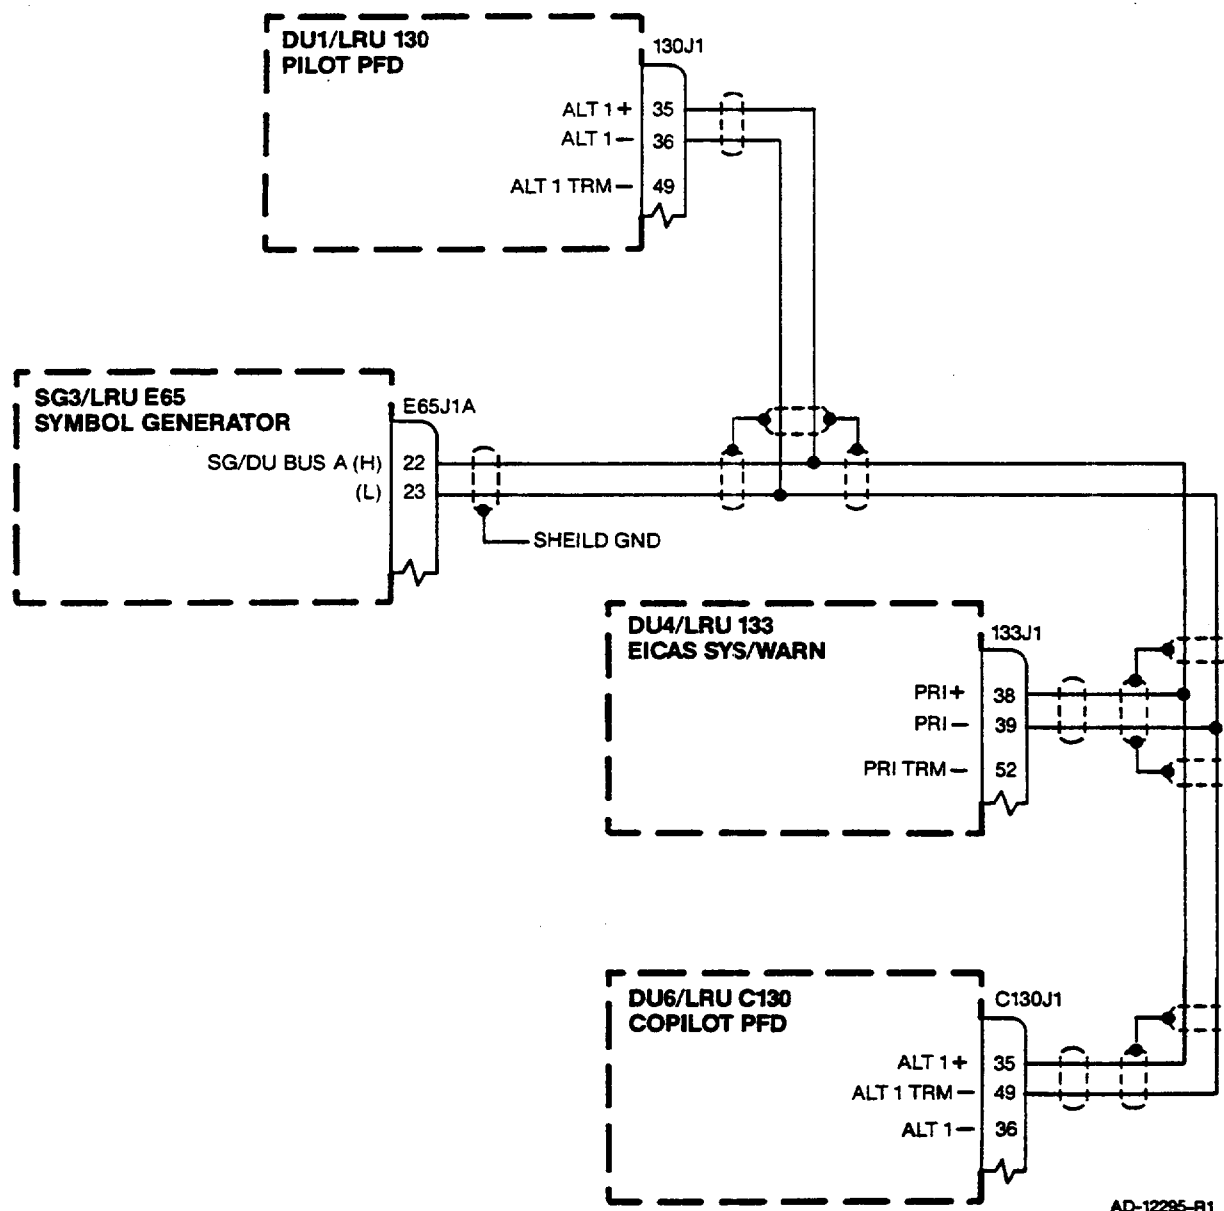 DU1/LRU 130
PILOT PFD
130J1
ALT 1+ 35
ALT 1– 36
ALT 1 TRM– 49
SG3/LRU E65
SYMBOL GENERATOR
E65J1A
SG/DU BUS A (H) 22
(L) 23
SHEILD GND
DU4/LRU 133
EICAS SYS/WARN
133J1
PRI+ 38
PRI– 39
PRI TRM– 52
DU6/LRU C130
COPILOT PFD
C130J1
ALT 1+ 35
ALT 1 TRM– 49
ALT 1– 36
AD-12295-R1